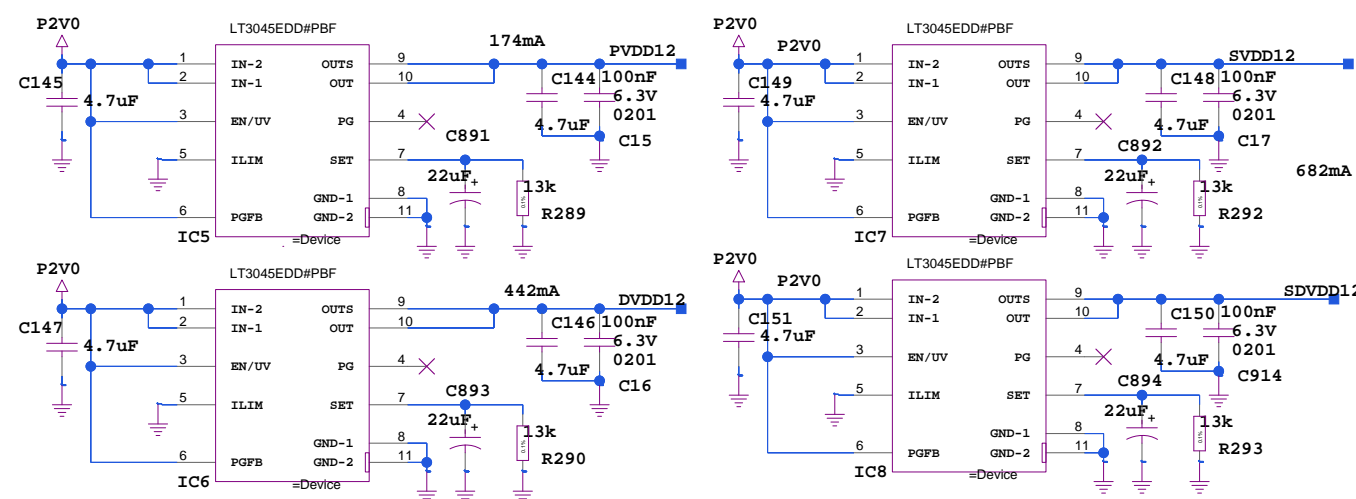 P2V0
LT3045EDD#PBF
1 IN-2 OUTS 9
2 IN-1 OUT 10
174mA
PVDD12
C145
4.7uF
C144
100nF
6.3V
0201
4.7uF
C15
3 EN/UV PG 4
C891
5 ILIM SET 7
22uF +
13k
0.1%
R289
GND-1 8
6 PGFB GND-2 11
IC5
=Device
P2V0
P2V0
LT3045EDD#PBF
1 IN-2 OUTS 9
2 IN-1 OUT 10
SVDD12
C149
4.7uF
C148
100nF
6.3V
0201
4.7uF
C17
3 EN/UV PG 4
C892
5 ILIM SET 7
682mA
22uF +
13k
0.1%
R292
GND-1 8
6 PGFB GND-2 11
IC7
=Device
P2V0
LT3045EDD#PBF
1 IN-2 OUTS 9
2 IN-1 OUT 10
442mA
DVDD12
C147
4.7uF
C146
100nF
6.3V
0201
4.7uF
C16
3 EN/UV PG 4
C893
5 ILIM SET 7
22uF +
13k
0.1%
R290
GND-1 8
6 PGFB GND-2 11
IC6
=Device
P2V0
P2V0
LT3045EDD#PBF
1 IN-2 OUTS 9
2 IN-1 OUT 10
SDVDD12
C151
4.7uF
C150
100nF
6.3V
0201
4.7uF
C914
3 EN/UV PG 4
C894
5 ILIM SET 7
22uF +
13k
0.1%
R293
GND-1 8
6 PGFB GND-2 11
IC8
=Device